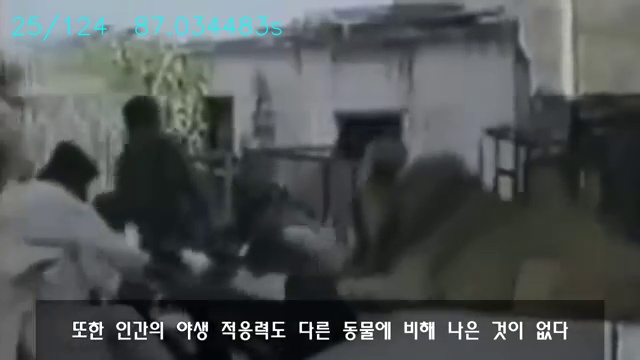 25/124 87.034483s
또한 인간의 야생 적응력도 다른 동물에 비해 나은 것이 없다